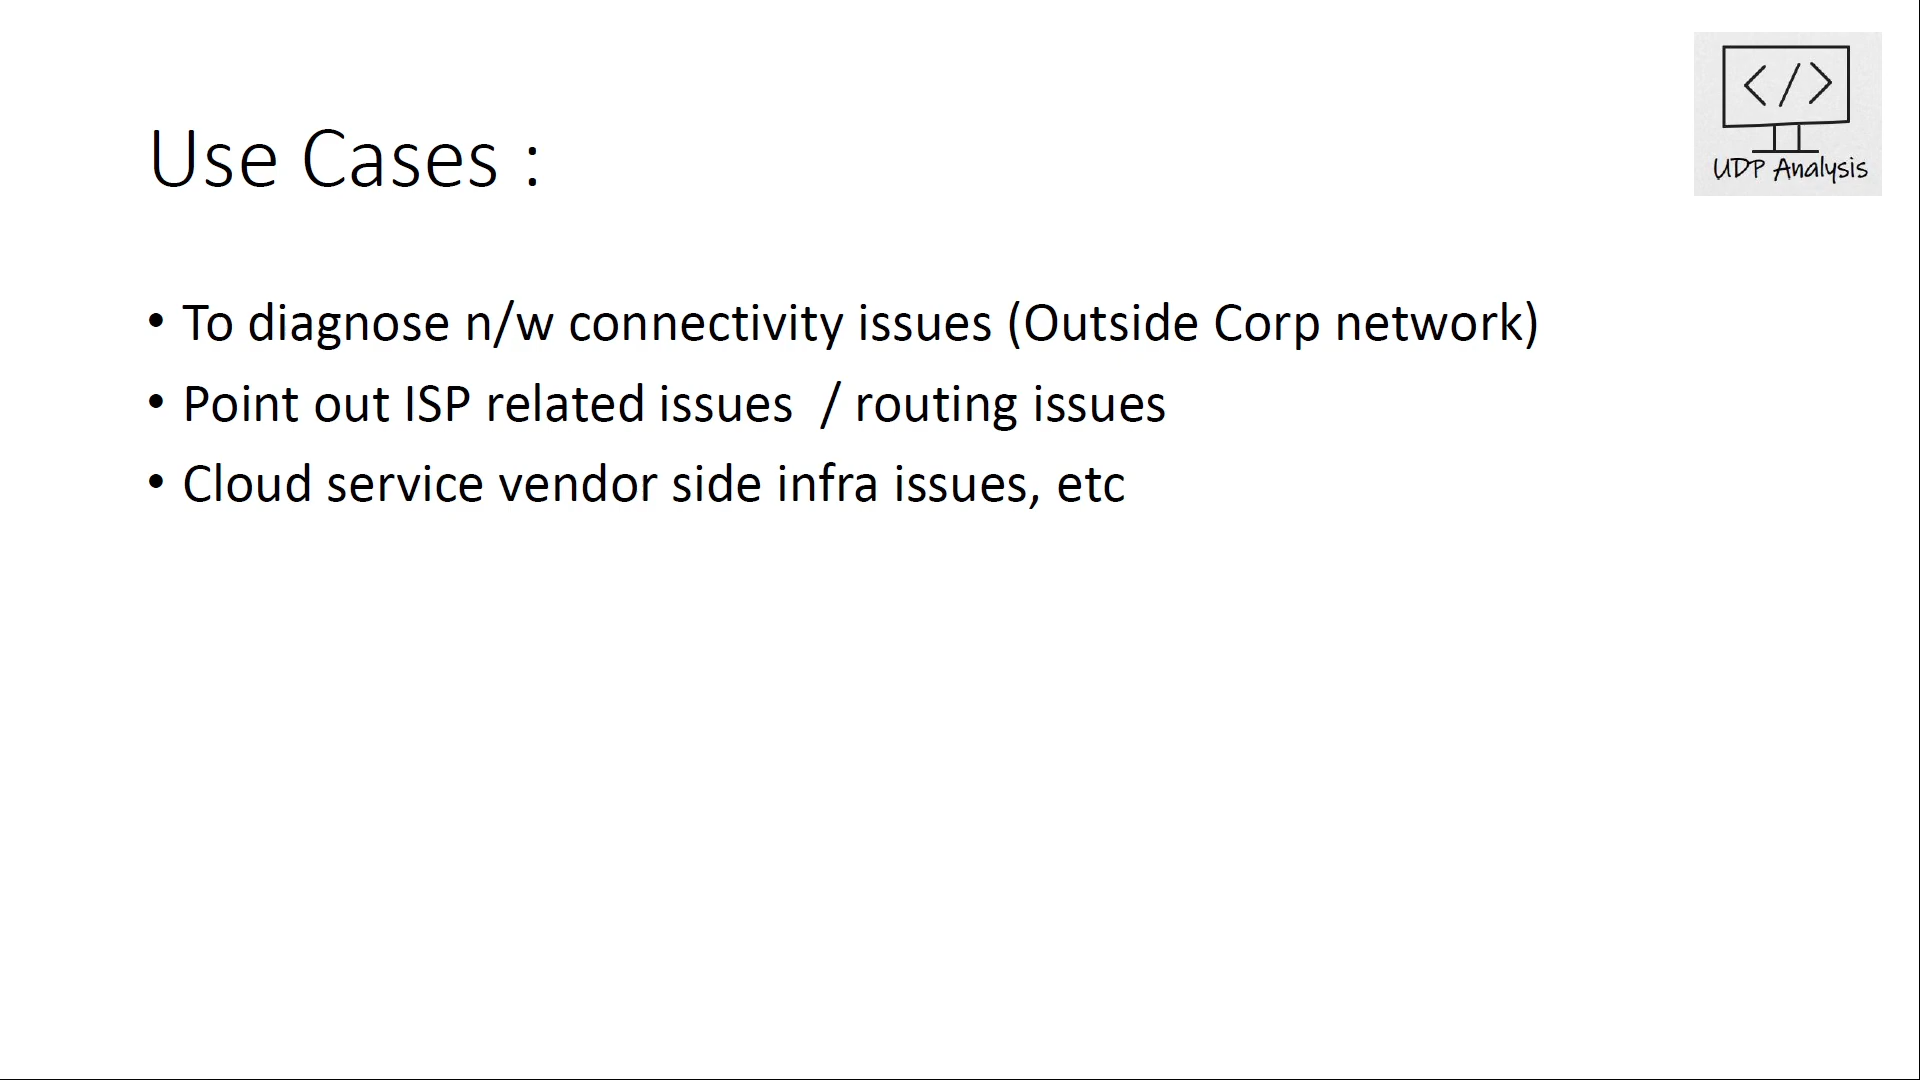 Use Cases :
</>
UDP Analysis
• To diagnose n/w connectivity issues (Outside Corp network)
• Point out ISP related issues  / routing issues
• Cloud service vendor side infra issues, etc